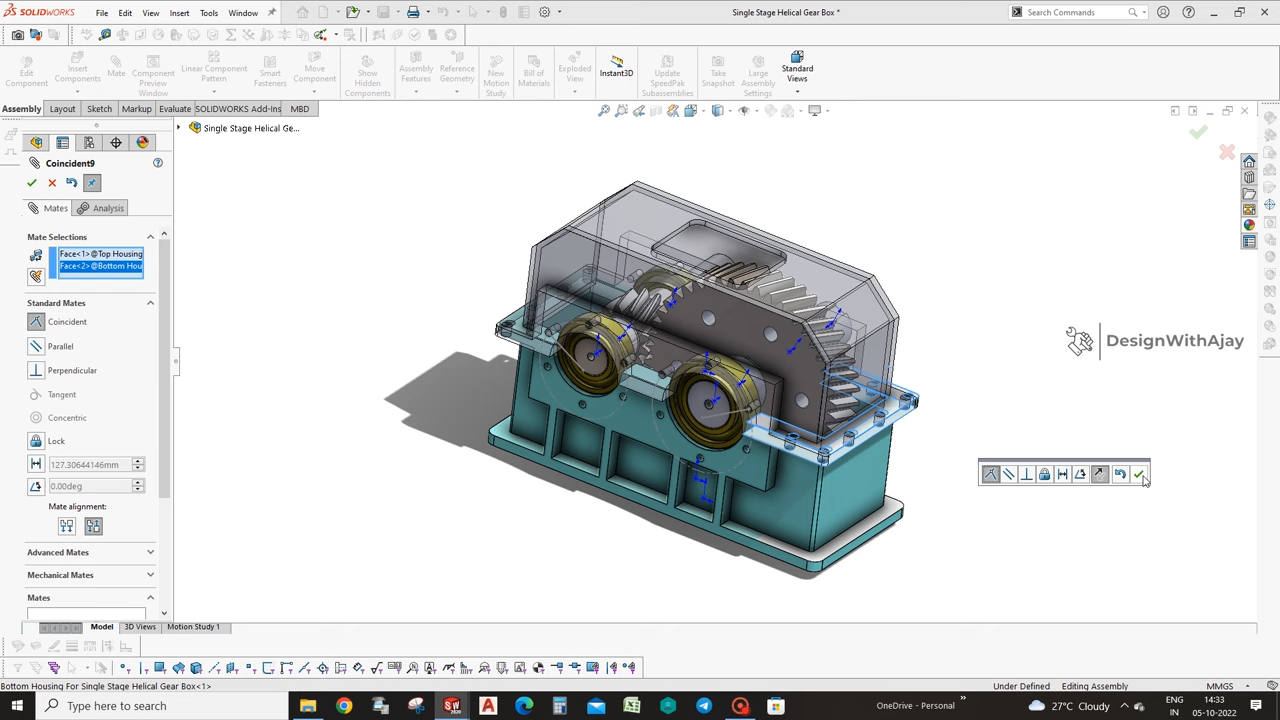 SOLIDWORKS File Edit View Insert Tools Window Single Stage Helical Gear Box * Search Commands
Edit Component
Insert Components
Mate
Component Preview Window
Linear Component Pattern
Smart Fasteners
Move Component
Show Hidden Components
Assembly Features
Reference Geometry
New Motion Study
Bill of Materials
Exploded View
Instant3D
Update SpeedPak Subassemblies
Take Snapshot
Large Assembly Settings
Standard Views
Assembly Layout Sketch Markup Evaluate SOLIDWORKS Add-Ins MBD
Single Stage Helical Ge...
Coincident9
Mates Analysis
Mate Selections
Face<1>@Top Housing
Face<2>@Bottom Hou
Standard Mates
Coincident
Parallel
Perpendicular
Tangent
Concentric
Lock
127.30644146mm
0.00deg
Mate alignment:
Advanced Mates
Mechanical Mates
Mates
DesignWithAjay
Model 3D Views Motion Study 1
Bottom Housing For Single Stage Helical Gear Box<1> Under Defined Editing Assembly MMGS
Type here to search
SW
2020
OneDrive - Personal
27°C Cloudy
ENG
IN
14:33
05-10-2022